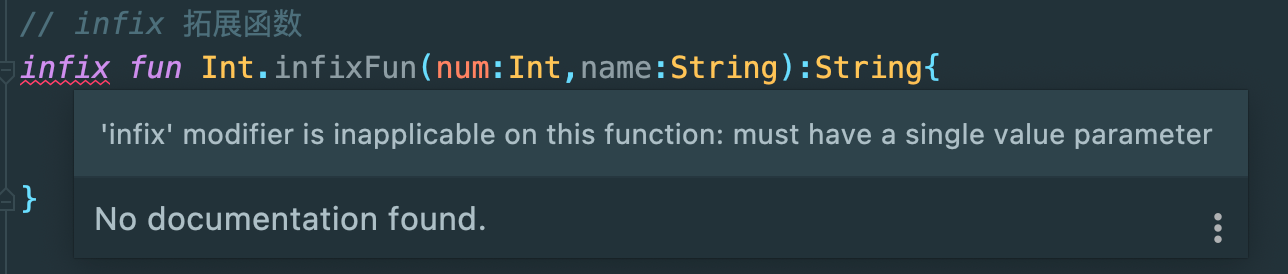 // infix 拓展函数
infix fun Int.infixFun(num:Int,name:String):String{
'infix' modifier is inapplicable on this function: must have a single value parameter
No documentation found.
}